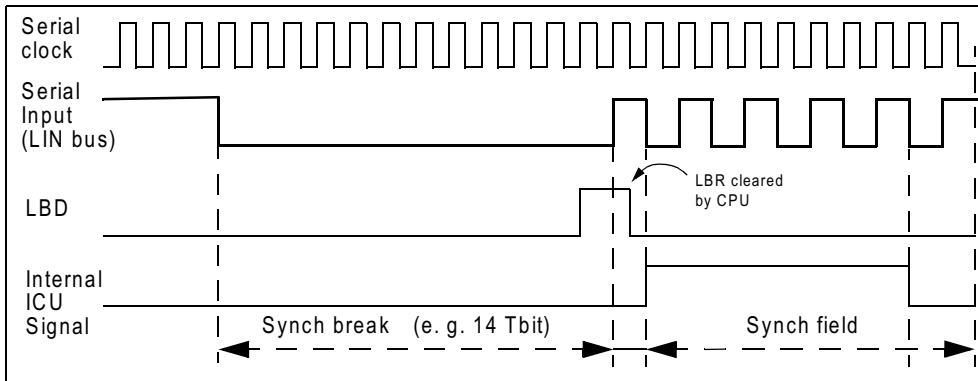 Serial
clock
Serial
Input
(LIN bus)
LBR cleared
by CPU
LBD
Internal
ICU
Signal
Synch break (e. g. 14 Tbit)
Synch field